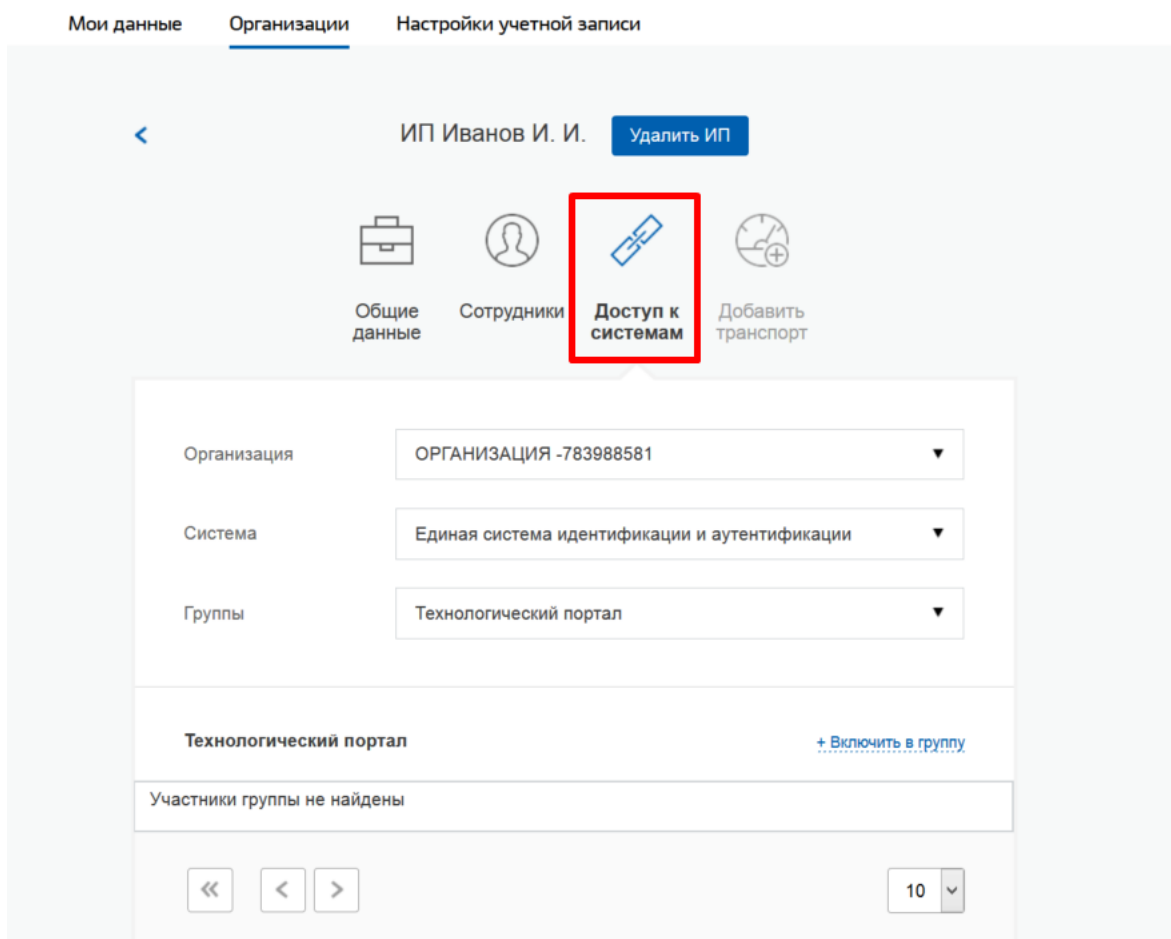 Мои данные Организации Настройки учетной записи
ИП Иванов И. И. Удалить ИП
Общие данные
Сотрудники
Доступ к системам
Добавить транспорт
Организация ОРГАНИЗАЦИЯ -783988581
Система Единая система идентификации и аутентификации
Группы Технологический портал
Технологический портал + Включить в группу
Участники группы не найдены
10